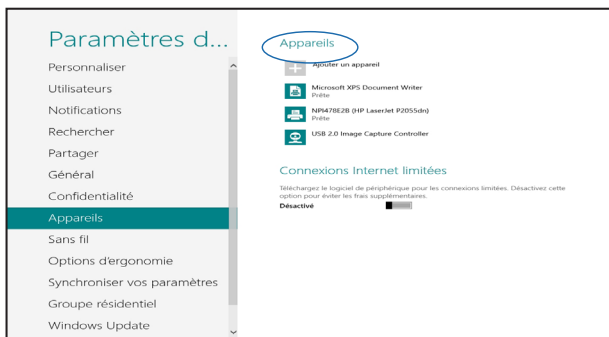 Paramètres d...
Personnaliser
Utilisateurs
Notifications
Rechercher
Partager
Général
Confidentialité
Appareils
Sans fil
Options d'ergonomie
Synchroniser vos paramètres
Groupe résidentiel
Windows Update
Appareils
Ajouter un appareil
Microsoft XPS Document Writer
Prête
NPI478E2B (HP LaserJet P2055dn)
Prête
USB 2.0 Image Capture Controller
Connexions Internet limitées
Téléchargez le logiciel de périphérique pour les connexions limitées. Désactivez cette
option pour éviter les frais supplémentaires.
Désactivé